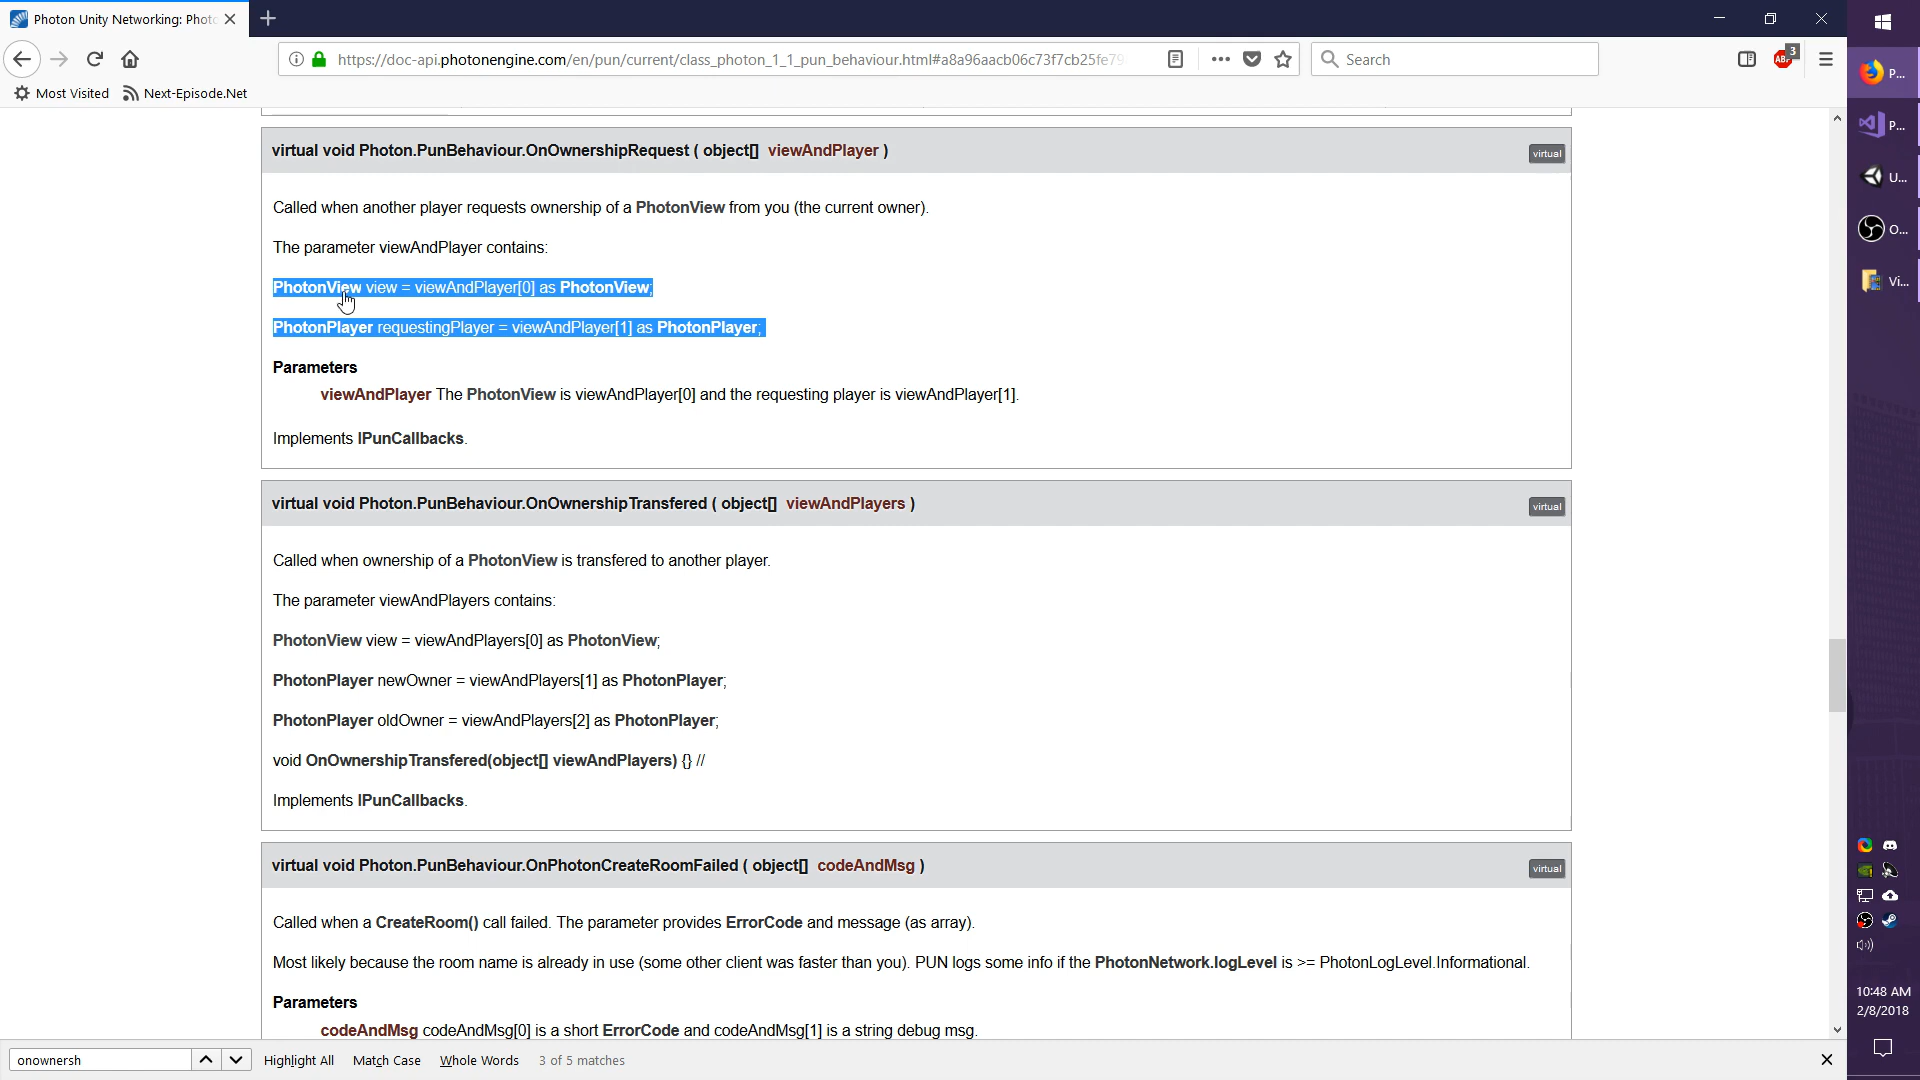 Photon Unity Networking: Phot
https://doc-api.photonengine.com/en/pun/current/class_photon_1_1_pun_behaviour.html#a8a96aacb06c73f7cb25fe79
Search
ABP
3
Most Visited
Next-Episode.Net
virtual void Photon.PunBehaviour.OnOwnershipRequest ( object[] viewAndPlayer )
virtual
Called when another player requests ownership of a PhotonView from you (the current owner).
The parameter viewAndPlayer contains:
PhotonView view = viewAndPlayer[0] as PhotonView;
PhotonPlayer requestingPlayer = viewAndPlayer[1] as PhotonPlayer;
Parameters
viewAndPlayer The PhotonView is viewAndPlayer[0] and the requesting player is viewAndPlayer[1].
Implements IPunCallbacks.
virtual void Photon.PunBehaviour.OnOwnershipTransfered ( object[] viewAndPlayers )
virtual
Called when ownership of a PhotonView is transfered to another player.
The parameter viewAndPlayers contains:
PhotonView view = viewAndPlayers[0] as PhotonView;
PhotonPlayer newOwner = viewAndPlayers[1] as PhotonPlayer;
PhotonPlayer oldOwner = viewAndPlayers[2] as PhotonPlayer;
void OnOwnershipTransfered(object[] viewAndPlayers) {} //
Implements IPunCallbacks.
virtual void Photon.PunBehaviour.OnPhotonCreateRoomFailed ( object[] codeAndMsg )
virtual
Called when a CreateRoom() call failed. The parameter provides ErrorCode and message (as array).
Most likely because the room name is already in use (some other client was faster than you). PUN logs some info if the PhotonNetwork.logLevel is >= PhotonLogLevel.Informational.
Parameters
codeAndMsg codeAndMsg[0] is a short ErrorCode and codeAndMsg[1] is a string debug msg.
onownersh
Highlight All
Match Case
Whole Words
3 of 5 matches
P...
P...
U...
O...
Vi...
10:48 AM
2/8/2018